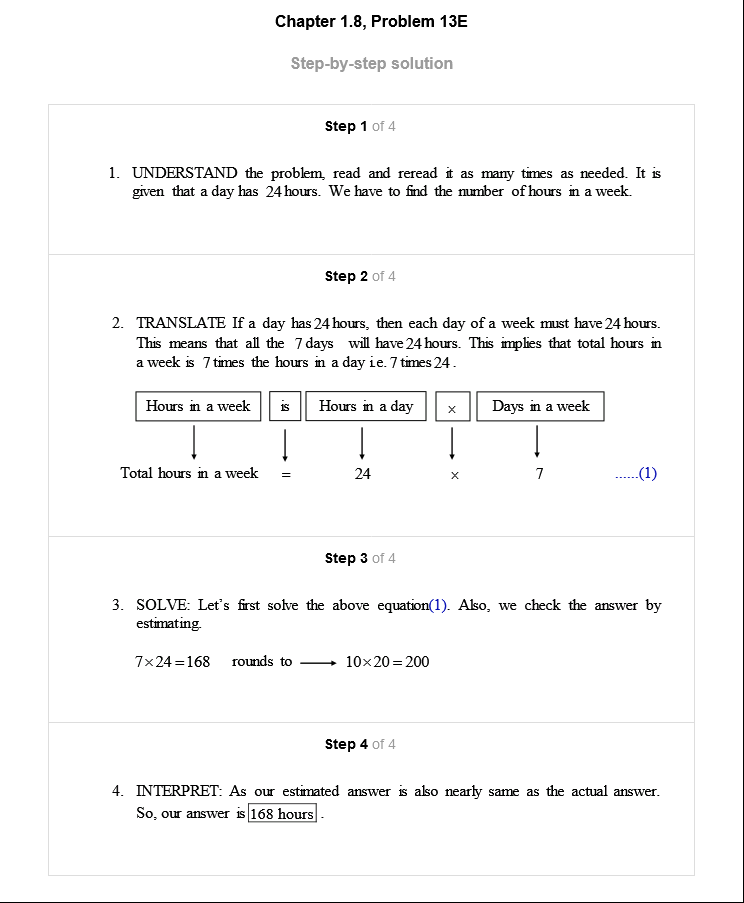 Chapter 1.8, Problem 13E
Step-by-step solution
Step 1 of 4
1. UNDERSTAND the problem, read and reread it as many times as needed. It is
given that a day has 24 hours. We have to find the number of hours in a week.
Step 2 of 4
2. TRANSLATE If a day has 24 hours, then each day of a week must have 24 hours.
This means that all the 7 days will have 24 hours. This implies that total hours in
a week is 7 times the hours in a day i.e. 7 times 24.
Hours in a week is Hours in a day × Days in a week
Total hours in a week = 24 × 7 ......(1)
Step 3 of 4
3. SOLVE: Let's first solve the above equation(1). Also, we check the answer by
estimating.
7×24=168 rounds to ⟶ 10×20=200
Step 4 of 4
4. INTERPRET: As our estimated answer is also nearly same as the actual answer.
So, our answer is 168 hours.